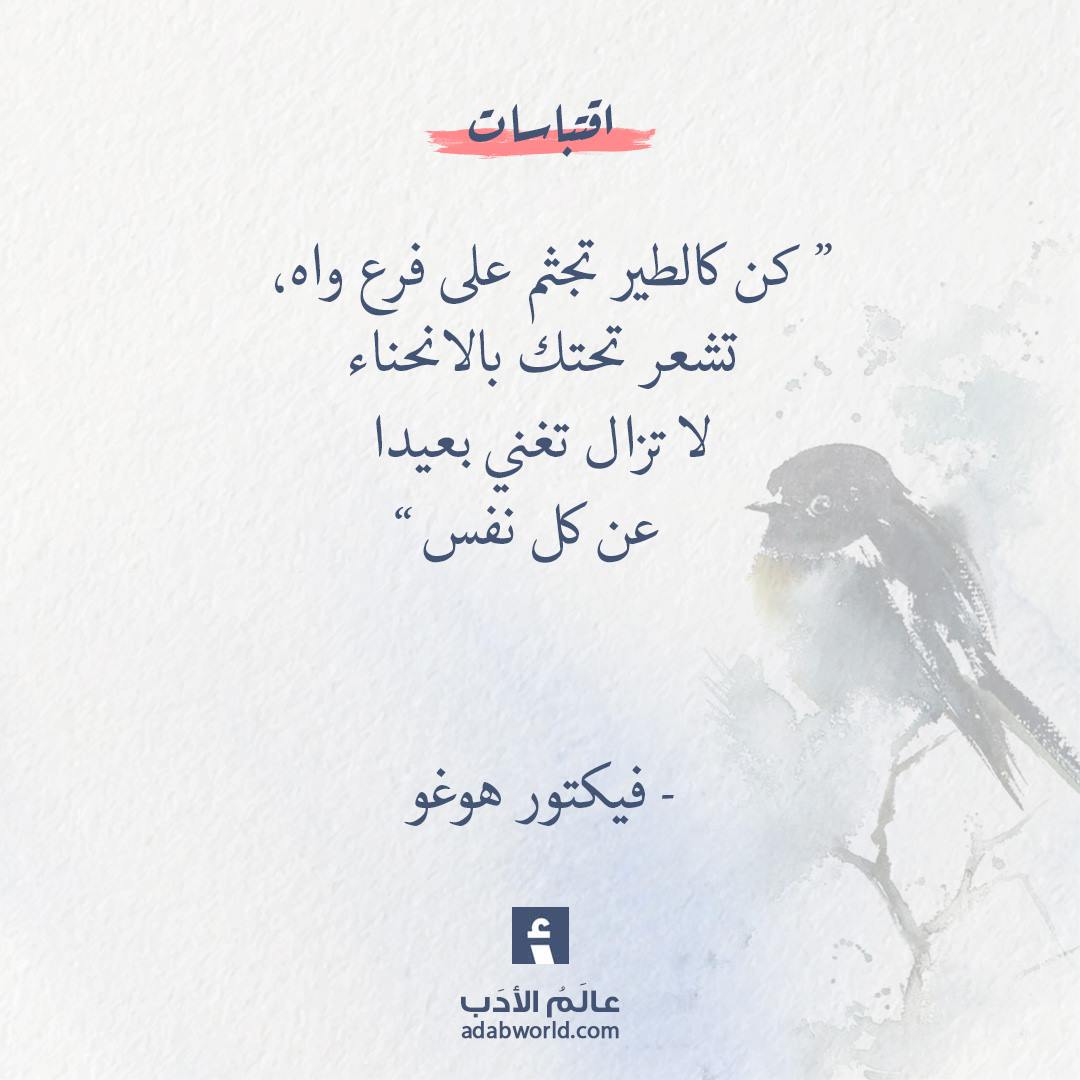 اقتباسات
” كن كالطير تجثم على فرع واه،
تشعر تحتك بالانحناء
لا تزال تغني بعيدا
عن كل نفس “
- فيكتور هوغو
أ
عالَمُ الأدَب
adabworld.com